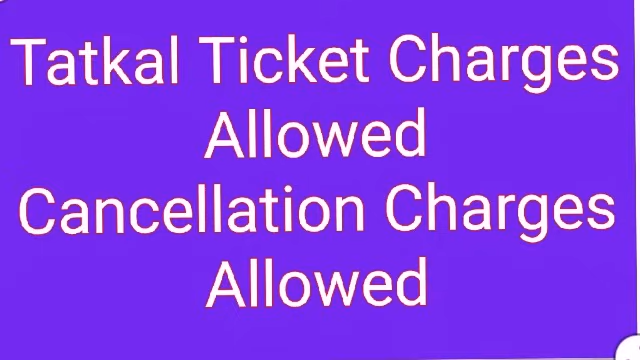 Tatkal Ticket Charges
Allowed
Cancellation Charges
Allowed